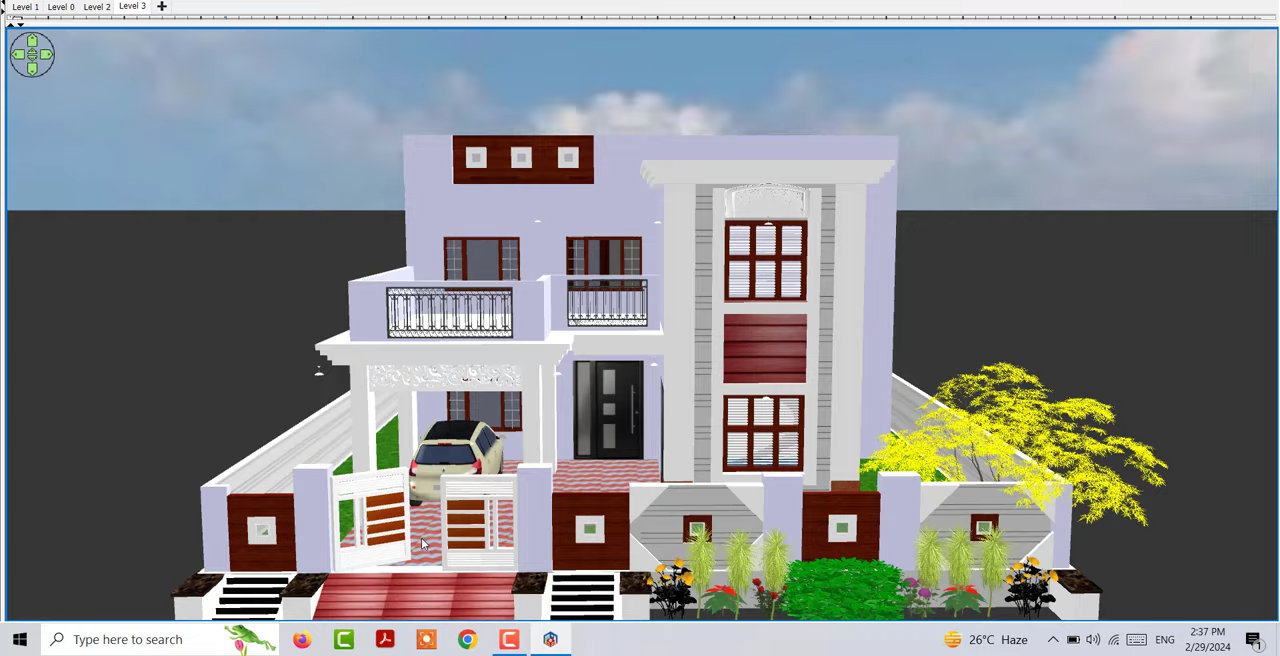 Level 1 Level 0 Level 2 Level 3
Type here to search
26°C Haze
ENG
2:37 PM
2/29/2024
1